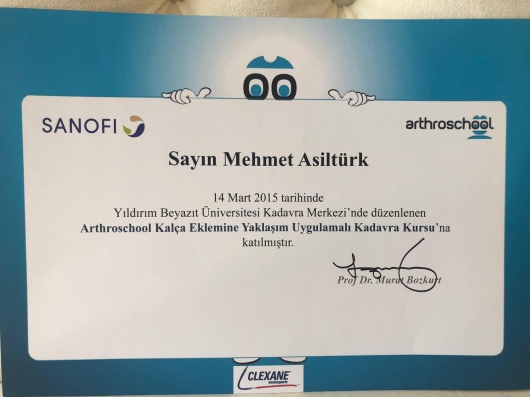 SANOFI
arthroschool
Sayın Mehmet Asiltürk
14 Mart 2015 tarihinde
Yıldırım Beyazıt Üniversitesi Kadavra Merkezi'nde düzenlenen
Arthroschool Kalça Eklemine Yaklaşım Uygulamalı Kadavra Kursu'na
katılmıştır.
Prof Dr. Murat Bozkurt
CLEXANE
enoksaparin